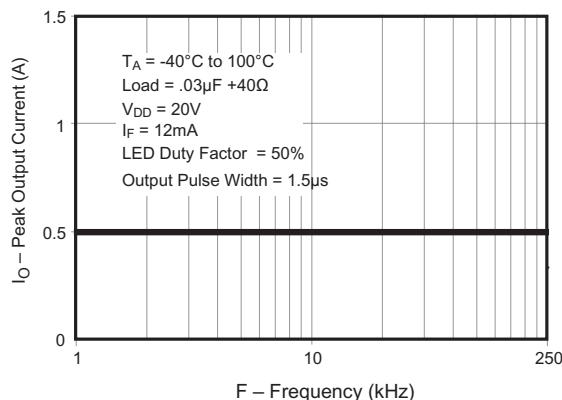 1.5
T_A = -40°C to 100°C
Load = .03µF +40Ω
V_DD = 20V
I_F = 12mA
LED Duty Factor = 50%
Output Pulse Width = 1.5µs
1
0.5
0
I_O – Peak Output Current (A)
1
10
250
F – Frequency (kHz)